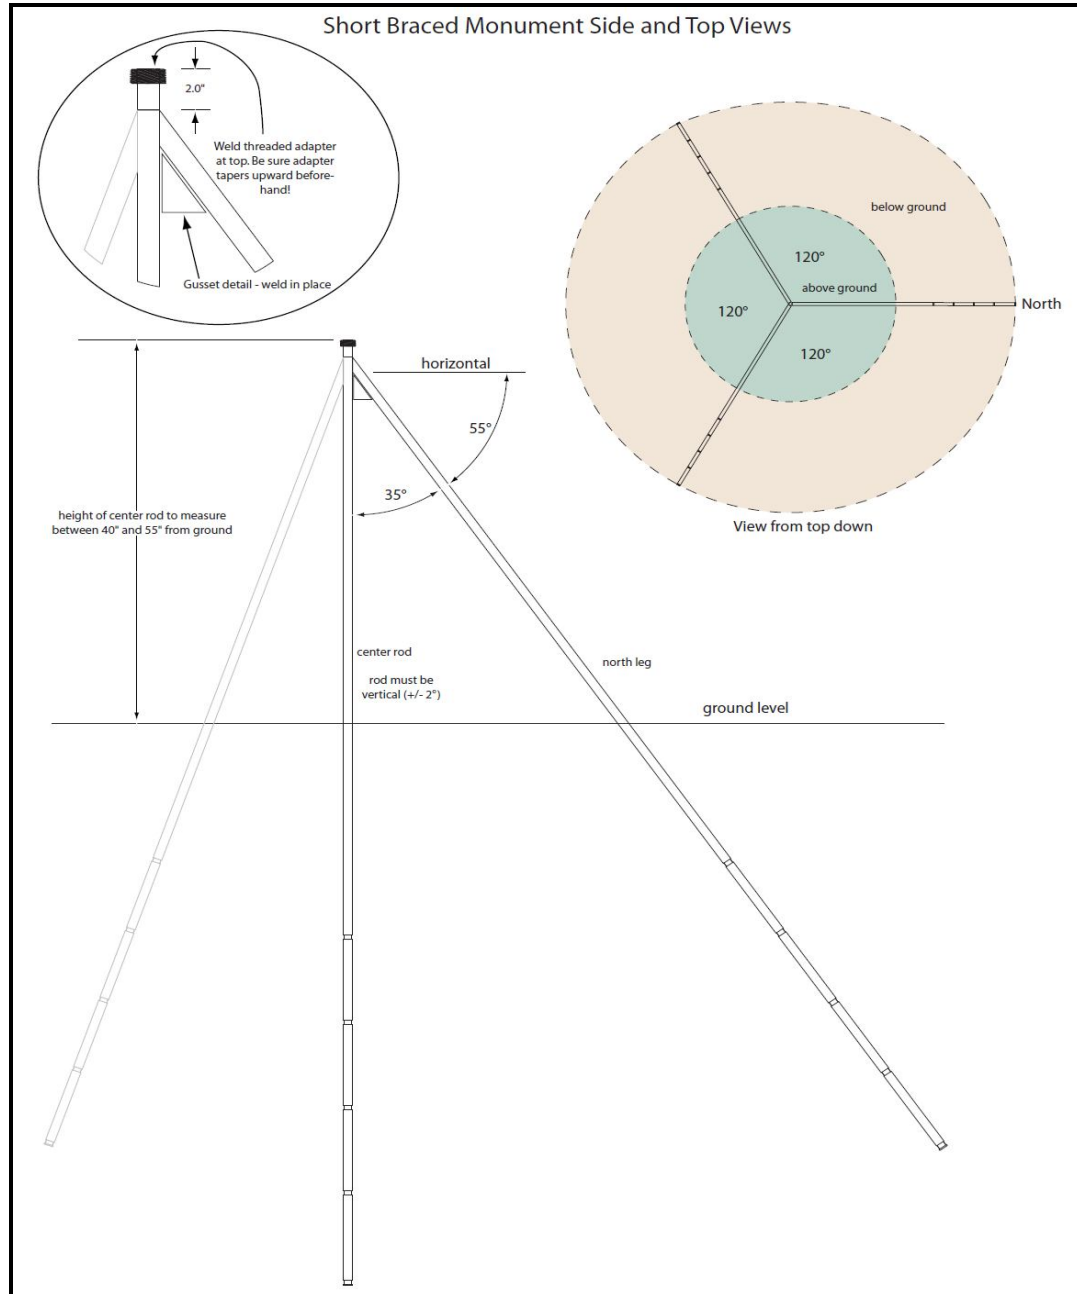 Short Braced Monument Side and Top Views
2.0"
Weld threaded adapter
at top. Be sure adapter
tapers upward before-
hand!
Gusset detail - weld in place
below ground
120°
above ground
120°
120°
North
View from top down
horizontal
55°
35°
height of center rod to measure
between 40" and 55" from ground
center rod
rod must be
vertical (+/- 2°)
north leg
ground level